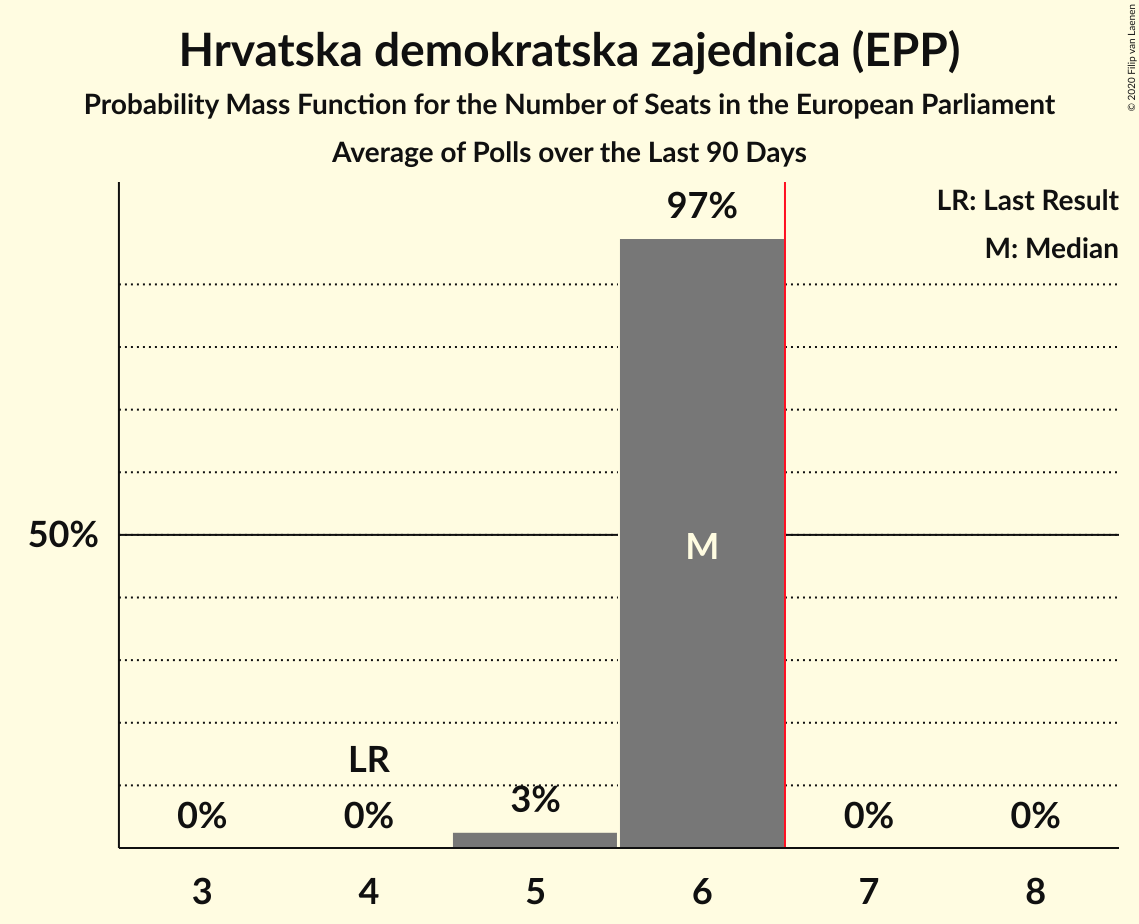 Hrvatska demokratska zajednica (EPP)
Probability Mass Function for the Number of Seats in the European Parliament
Average of Polls over the Last 90 Days
© 2020 Filip van Laenen
LR: Last Result
M: Median
97%
50%
M
LR
0%
0%
3%
0%
0%
3
4
5
6
7
8